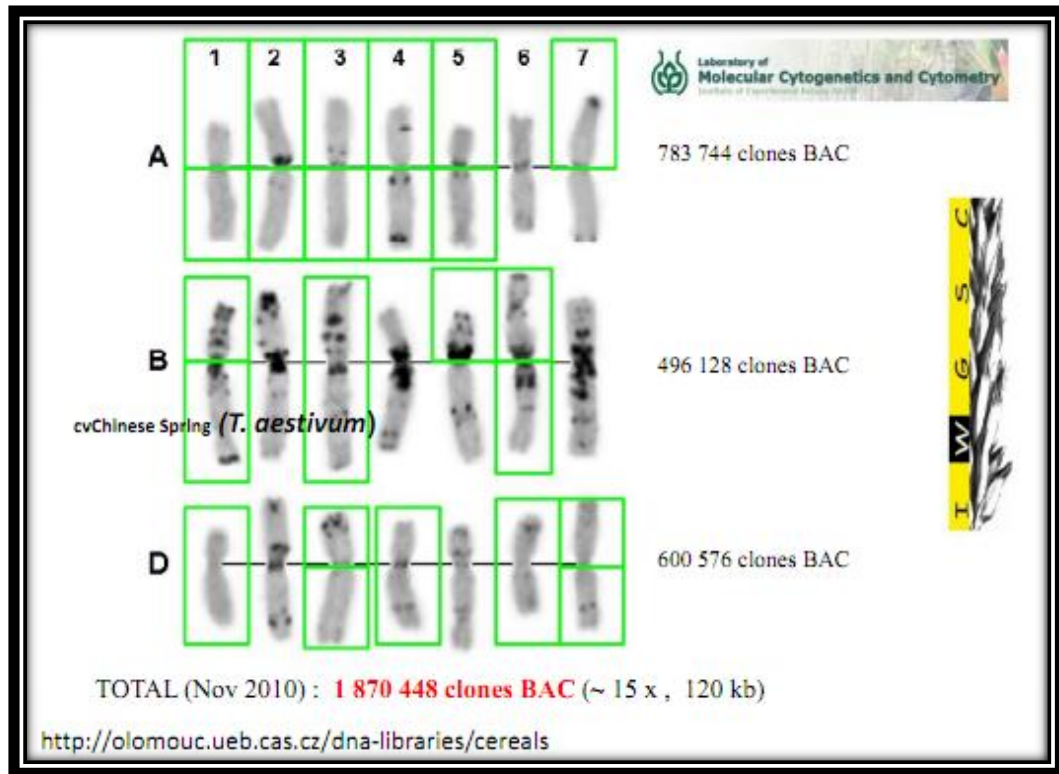 1 2 3 4 5 6 7
Laboratory of
Molecular Cytogenetics and Cytometry
A
783 744 clones BAC
I W G S C
B
496 128 clones BAC
cvChinese Spring (T. aestivum)
D
600 576 clones BAC
TOTAL (Nov 2010) : 1 870 448 clones BAC (~ 15 x , 120 kb)
http://olomouc.ueb.cas.cz/dna-libraries/cereals